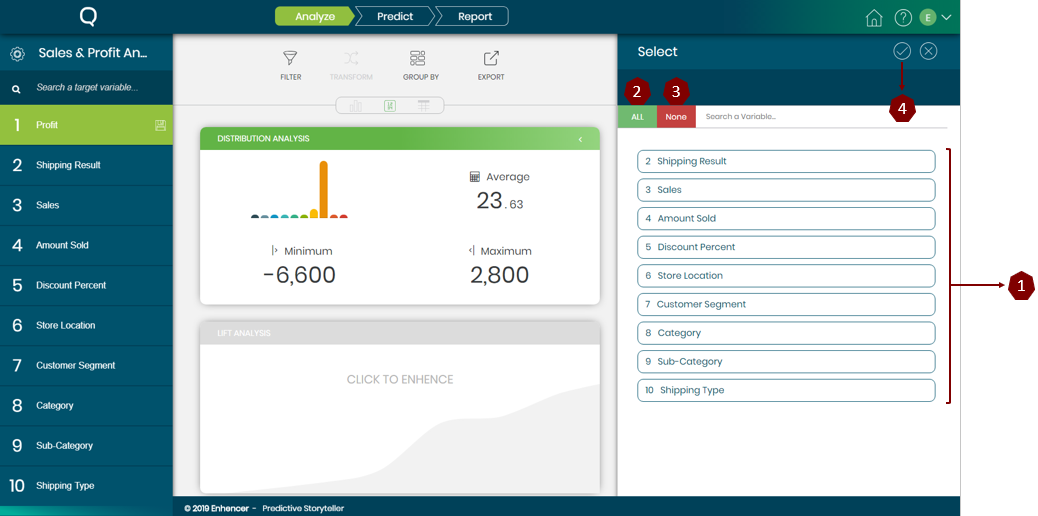 Analyze
Predict
Report
?
E
Sales & Profit An...
Search a target variable...
1 Profit
2 Shipping Result
3 Sales
4 Amount Sold
5 Discount Percent
6 Store Location
7 Customer Segment
8 Category
9 Sub-Category
10 Shipping Type
FILTER
TRANSFORM
GROUP BY
EXPORT
DISTRIBUTION ANALYSIS
Average
23.63
Minimum
-6,600
Maximum
2,800
LIFT ANALYSIS
CLICK TO ENHENCE
Select
2
3
4
ALL
None
Search a Variable...
2 Shipping Result
3 Sales
4 Amount Sold
5 Discount Percent
6 Store Location
7 Customer Segment
8 Category
9 Sub-Category
10 Shipping Type
1
© 2019 Enhencer - Predictive Storyteller